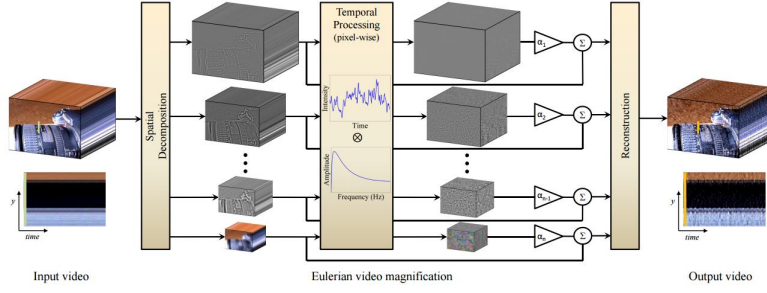 Temporal
Processing
(pixel-wise)
α1
Σ
Spatial
Decomposition
Intensity
Time
⊗
α2
Σ
Reconstruction
Amplitude
Frequency (Hz)
y
time
αn-1
Σ
y
time
αn
Σ
Input video
Eulerian video magnification
Output video